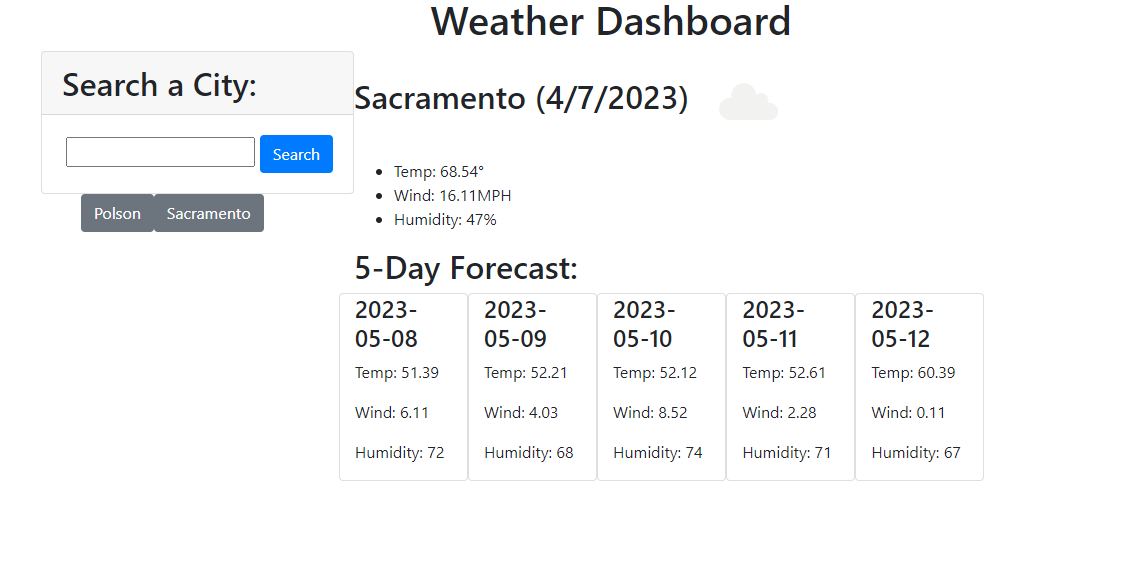 Weather Dashboard
Search a City:
Search
Polson
Sacramento
Sacramento (4/7/2023)
Temp: 68.54°
Wind: 16.11MPH
Humidity: 47%
5-Day Forecast:
2023-
05-08
Temp: 51.39
Wind: 6.11
Humidity: 72
2023-
05-09
Temp: 52.21
Wind: 4.03
Humidity: 68
2023-
05-10
Temp: 52.12
Wind: 8.52
Humidity: 74
2023-
05-11
Temp: 52.61
Wind: 2.28
Humidity: 71
2023-
05-12
Temp: 60.39
Wind: 0.11
Humidity: 67